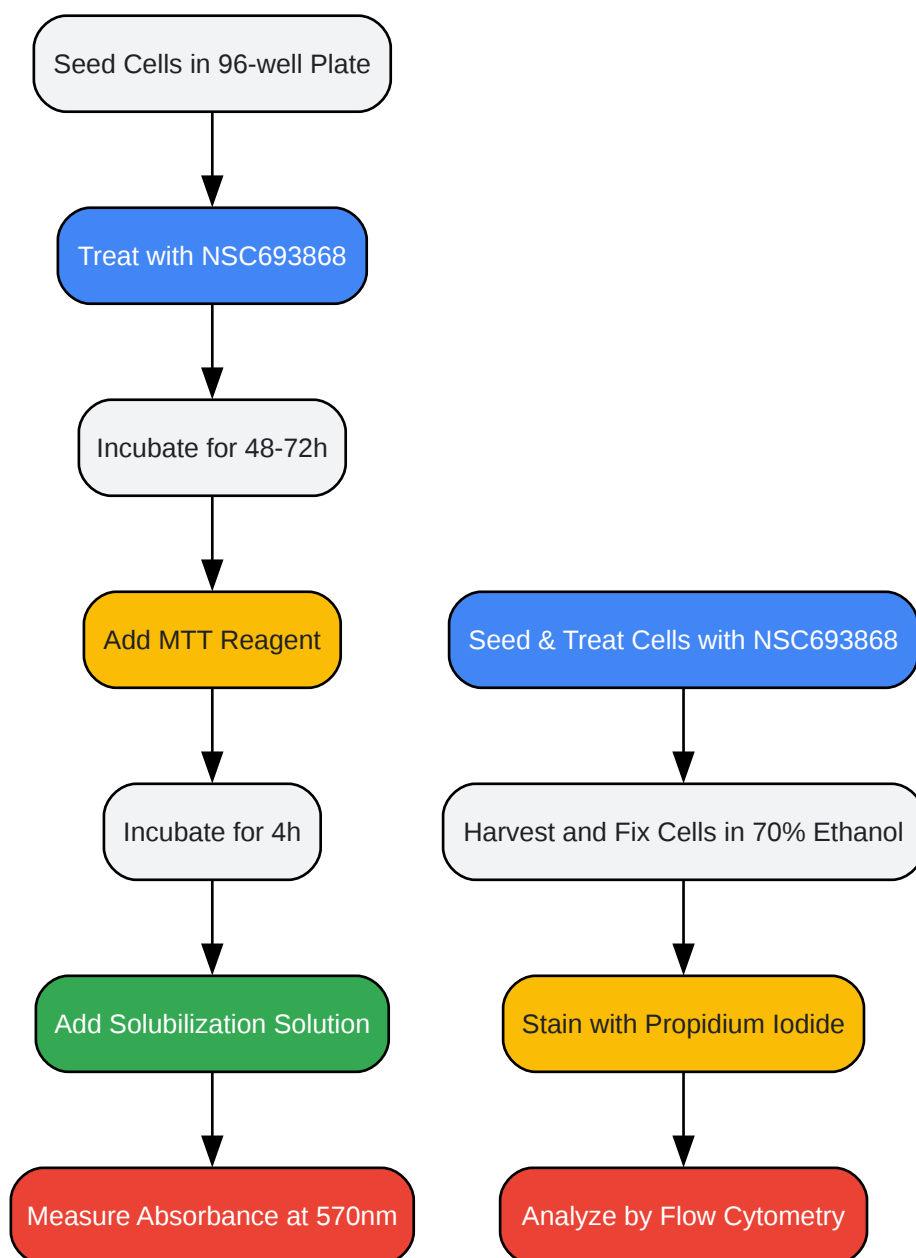 Seed Cells in 96-well Plate
Treat with NSC693868
Incubate for 48-72h
Add MTT Reagent
Incubate for 4h
Add Solubilization Solution
Measure Absorbance at 570nm
Seed & Treat Cells with NSC693868
Harvest and Fix Cells in 70% Ethanol
Stain with Propidium Iodide
Analyze by Flow Cytometry